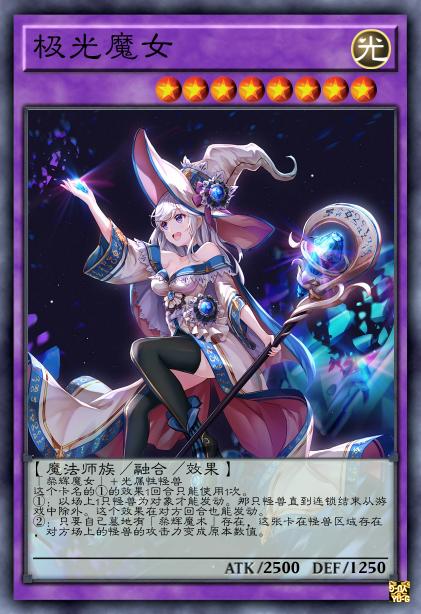 极光魔女
光
【魔法师族／融合／效果】
「燊辉魔女」＋光属性怪兽
这个卡名的①的效果1回合只能使用1次。
①：以场上1只怪兽为对象才能发动。那只怪兽直到连锁结束从游
戏中除外。这个效果在对方回合也能发动。
②：只要自己墓地有「燊辉魔术」存在，这张卡在怪兽区域存在
，对方场上的怪兽的攻击力变成原本数值。
ATK/2500 DEF/1250